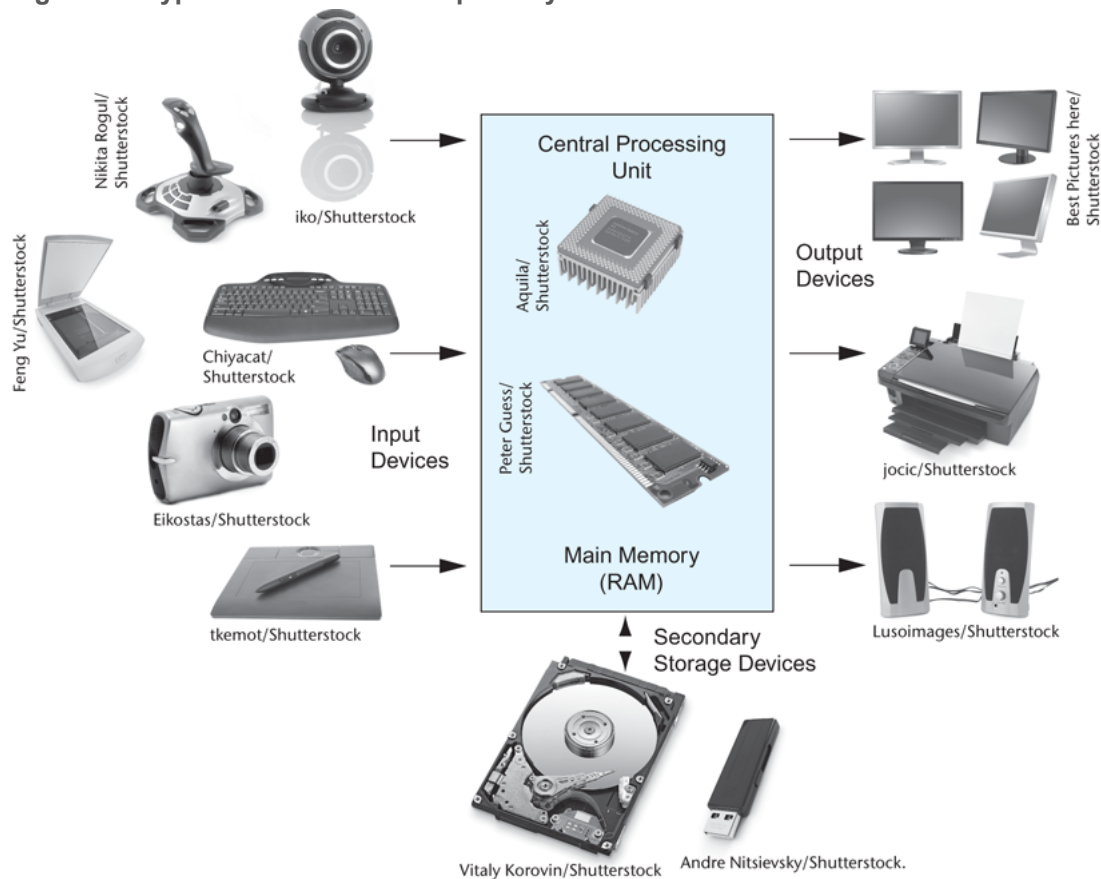 Nikita Rogul/
Shutterstock
iko/Shutterstock
Central Processing
Unit
Best Pictures here/
Shutterstock
Aquila/
Shutterstock
Output
Devices
Feng Yu/Shutterstock
Chiyacat/
Shutterstock
Peter Guess/
Shutterstock
Input
Devices
jocic/Shutterstock
Eikostas/Shutterstock
Main Memory
(RAM)
tkemot/Shutterstock
Lusoimages/Shutterstock
Secondary
Storage Devices
Vitaly Korovin/Shutterstock
Andre Nitsievsky/Shutterstock.